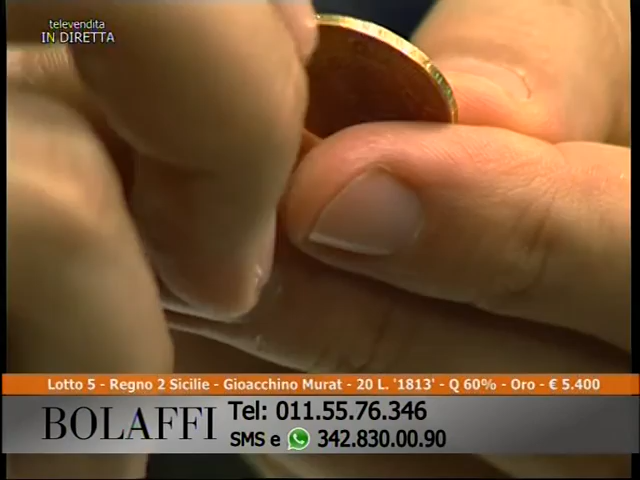 televendita
IN DIRETTA
Lotto 5 - Regno 2 Sicilie - Gioacchino Murat - 20 L. '1813' - Q 60% - Oro - € 5.400
BOLAFFI
Tel: 011.55.76.346
SMS e 342.830.00.90